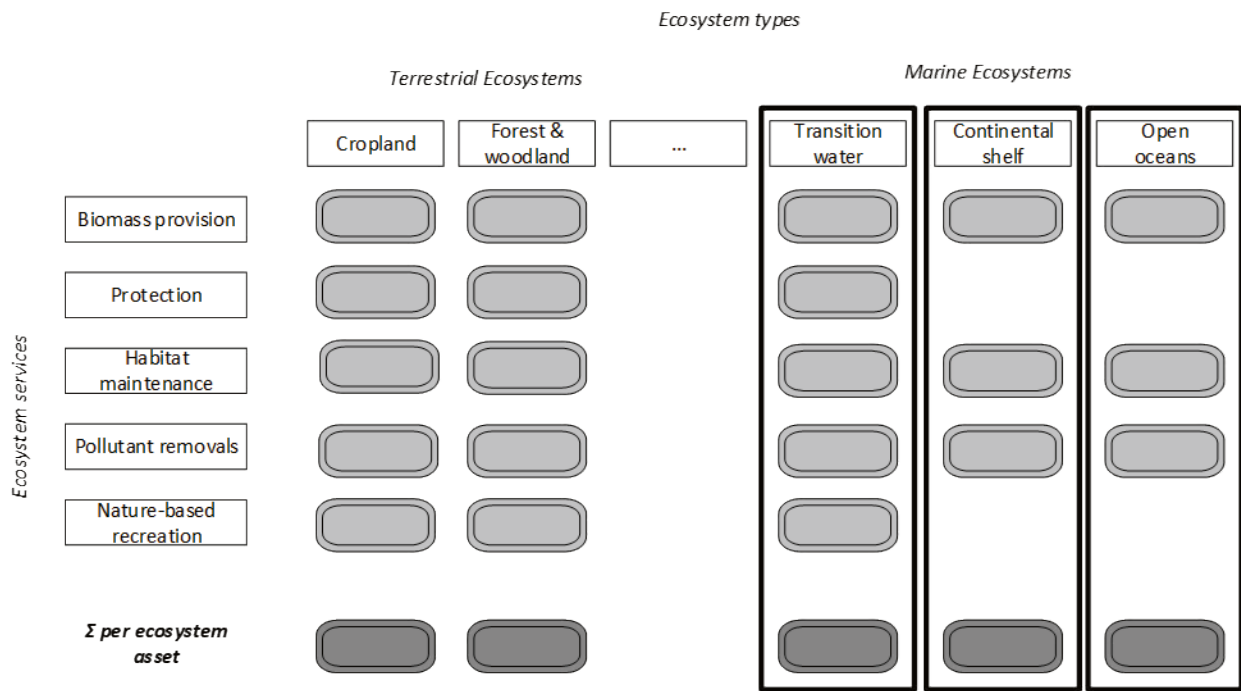 Ecosystem types
Terrestrial Ecosystems
Marine Ecosystems
Cropland
Forest &
woodland
...
Transition
water
Continental
shelf
Open
oceans
Ecosystem services
Biomass provision
Protection
Habitat
maintenance
Pollutant removals
Nature-based
recreation
Σ per ecosystem
asset